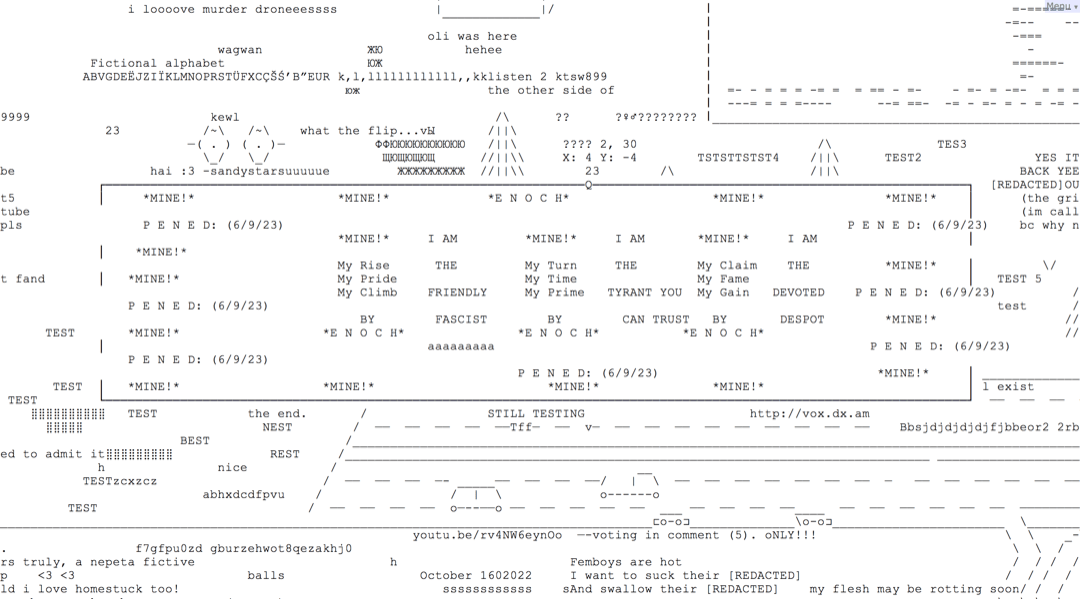 i loooove murder droneeeessss
Menu ▾
oli was here
wagwan ЖЮ hehee
Fictional alphabet ЮЖ
ABVGDEËJZIÏKLMNOPRSTÜFXCÇŠŚ’B”EUR k,l,llllllllllll,,kklisten 2 ktsw899
юж the other side of
9999 kewl ?? ?♀♂????????
23 what the flip...vы
ФФЮЮЮЮЮЮЮЮЮЮ ???? 2, 30 TES3
ЩЮЩЮЩЮЩ X: 4 Y: -4 TSTSTTSTST4 TEST2 YES IT
be hai :3 -sandystarsuuuuue ЖЖЖЖЖЖЖЖЖ 23 BACK YEE
[REDACTED]OU
t5 *MINE!* *MINE!* *E N O C H* *MINE!* *MINE!* (the gri
tube (im call
pls P E N E D: (6/9/23) P E N E D: (6/9/23) bc why n
*MINE!* I AM *MINE!* I AM *MINE!* I AM
*MINE!*
My Rise THE My Turn THE My Claim THE *MINE!*
t fand *MINE!* My Pride My Time My Fame TEST 5
My Climb FRIENDLY My Prime TYRANT YOU My Gain DEVOTED P E N E D: (6/9/23)
P E N E D: (6/9/23) test
BY FASCIST BY CAN TRUST BY DESPOT *MINE!*
TEST *MINE!* *E N O C H* *E N O C H* *E N O C H*
aaaaaaaaa P E N E D: (6/9/23)
P E N E D: (6/9/23)
P E N E D: (6/9/23) *MINE!*
TEST *MINE!* *MINE!* *MINE!* *MINE!* l exist
TEST
TEST the end. STILL TESTING http://vox.dx.am
NEST Tff v Bbsjdjdjdjdjfjbbeor2 2rb
BEST
ed to admit it REST
h nice
TESTzcxzcz
abhxdcdfpvu
TEST
youtu.be/rv4NW6eynOo —-voting in comment (5). oNLY!!!
. f7gfpu0zd gburzehwot8qezakhj0
rs truly, a nepeta fictive h Femboys are hot
p <3 <3 balls October 1602022 I want to suck their [REDACTED]
ld i love homestuck too! ssssssssssss sAnd swallow their [REDACTED] my flesh may be rotting soon/